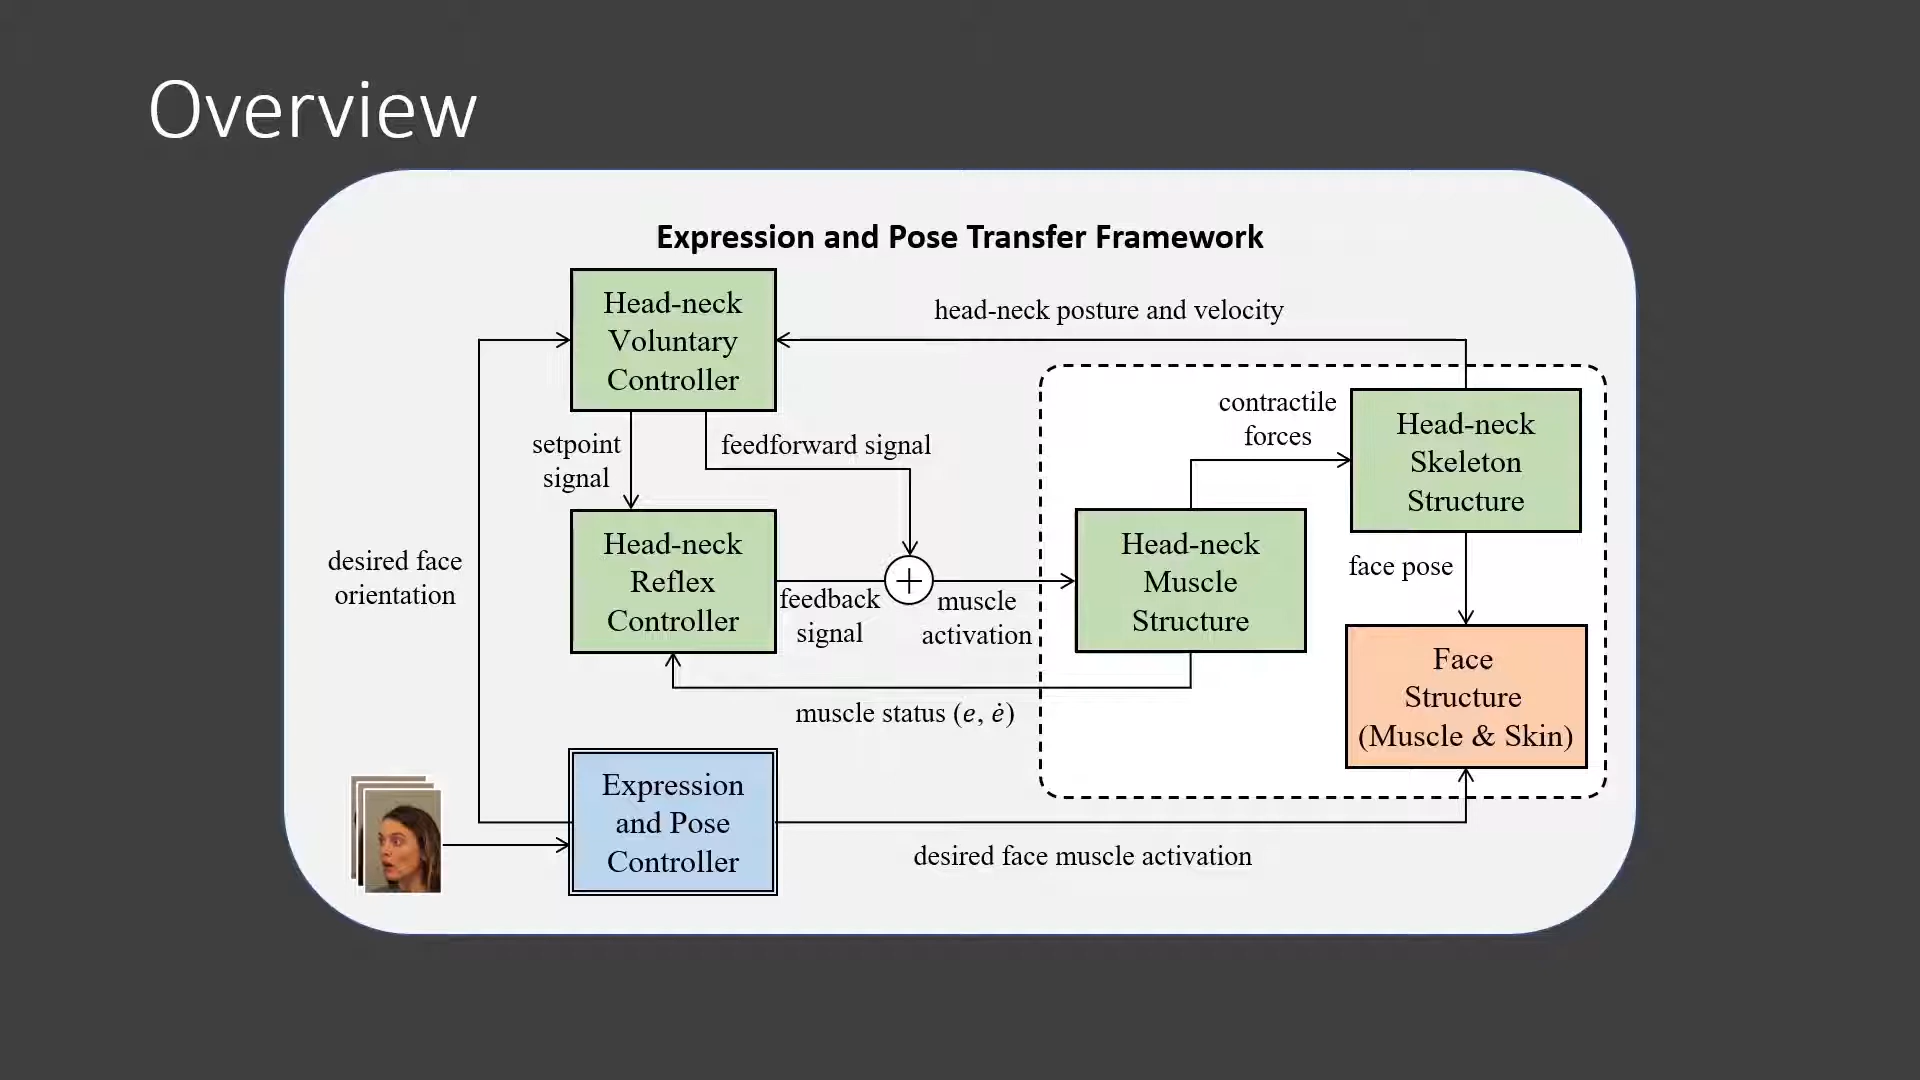 Overview
Expression and Pose Transfer Framework
Head-neck
Voluntary
Controller
head-neck posture and velocity
setpoint
signal
feedforward signal
contractile
forces
Head-neck
Skeleton
Structure
desired face
orientation
Head-neck
Reflex
Controller
feedback
signal
+
muscle
activation
Head-neck
Muscle
Structure
face pose
muscle status (e, ė)
Face
Structure
(Muscle & Skin)
Expression
and Pose
Controller
desired face muscle activation